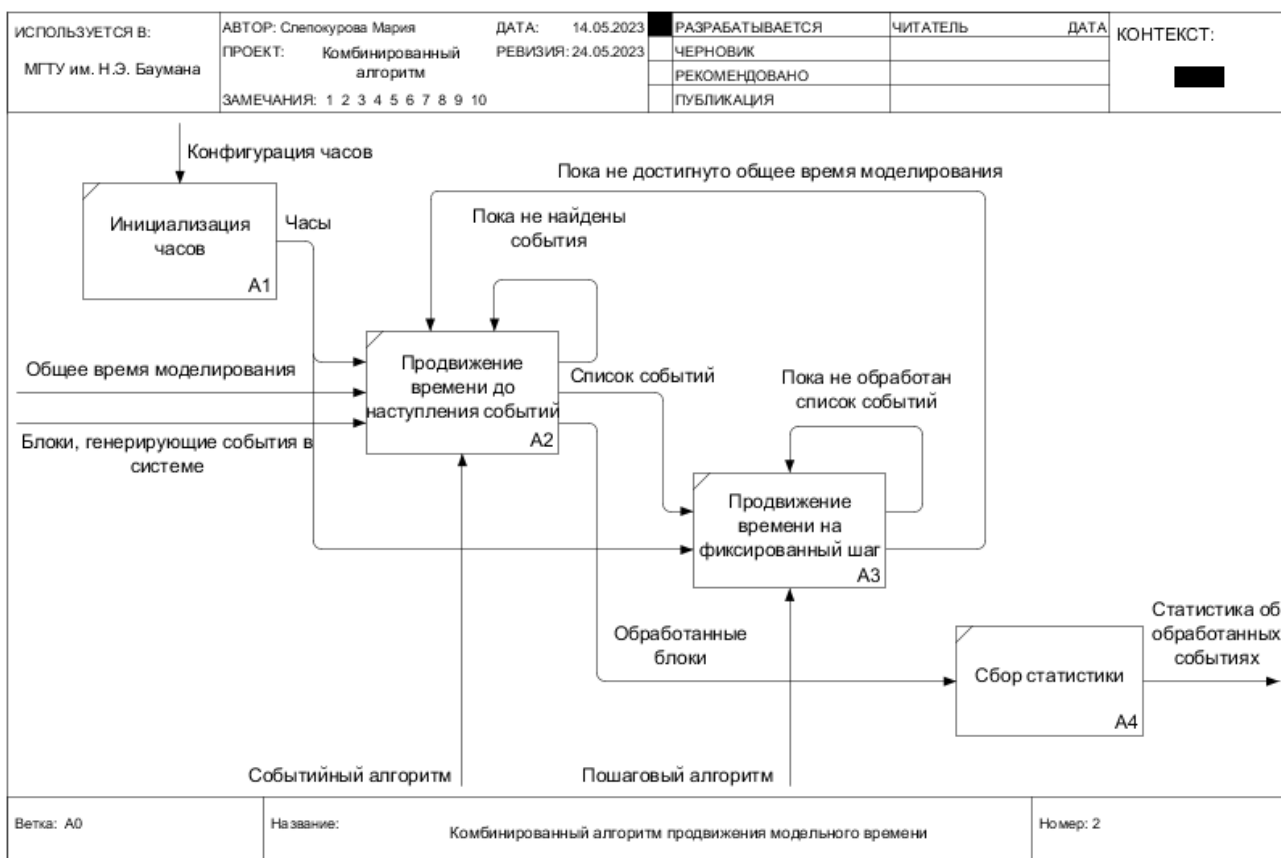 ИСПОЛЬЗУЕТСЯ В:
МГТУ им. Н.Э. Баумана
АВТОР: Слепокурова Мария
ДАТА: 14.05.2023
ПРОЕКТ: Комбинированный
алгоритм
РЕВИЗИЯ: 24.05.2023
ЗАМЕЧАНИЯ: 1 2 3 4 5 6 7 8 9 10
РАЗРАБАТЫВАЕТСЯ
ЧЕРНОВИК
РЕКОМЕНДОВАНО
ПУБЛИКАЦИЯ
ЧИТАТЕЛЬ
ДАТА
КОНТЕКСТ:
Конфигурация часов
Инициализация
часов
A1
Часы
Пока не достигнуто общее время моделирования
Пока не найдены
события
Общее время моделирования
Блоки, генерирующие события в
системе
Продвижение
времени до
наступления событий
A2
Список событий
Пока не обработан
список событий
Продвижение
времени на
фиксированный шаг
A3
Обработанные
блоки
Сбор статистики
A4
Статистика об
обработанных
событиях
Событийный алгоритм
Пошаговый алгоритм
Ветка: A0
Название:
Комбинированный алгоритм продвижения модельного времени
Номер: 2